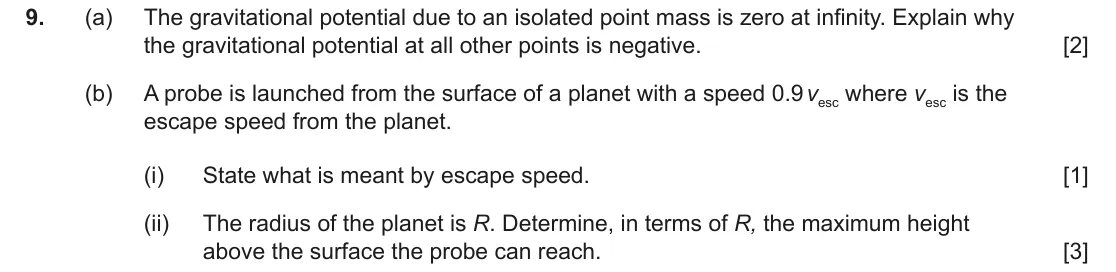 9. (a) The gravitational potential due to an isolated point mass is zero at infinity. Explain why
the gravitational potential at all other points is negative. [2]
(b) A probe is launched from the surface of a planet with a speed 0.9 vesc where vesc is the
escape speed from the planet.
(i) State what is meant by escape speed. [1]
(ii) The radius of the planet is R. Determine, in terms of R, the maximum height
above the surface the probe can reach. [3]